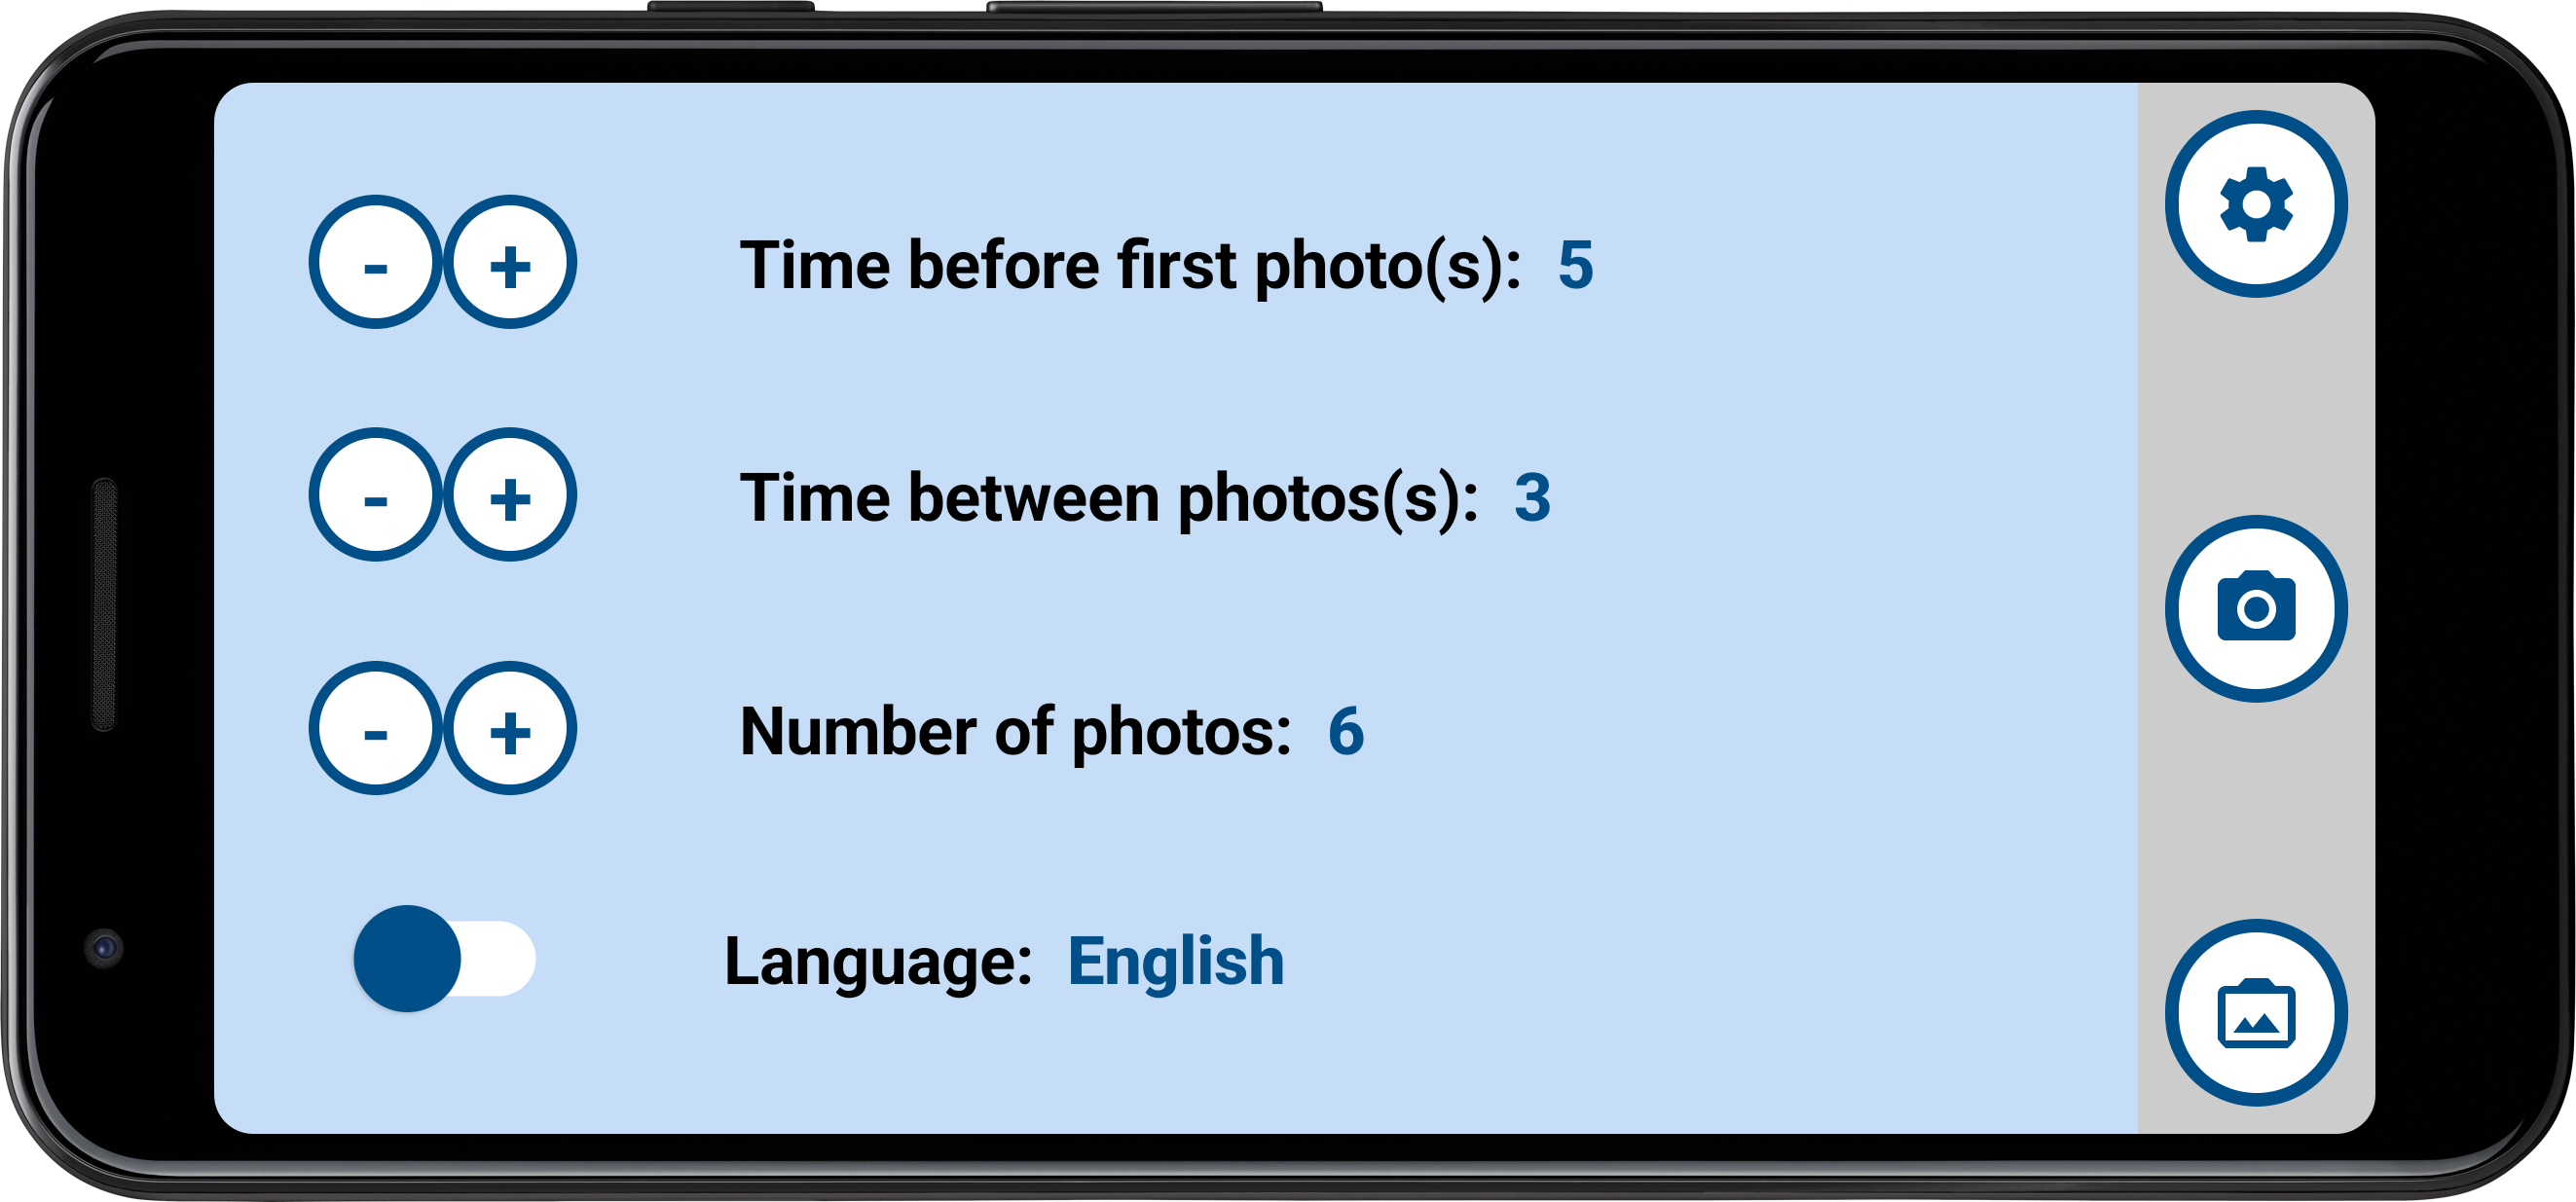 - + Time before first photo(s): 5
- + Time between photos(s): 3
- + Number of photos: 6
Language: English